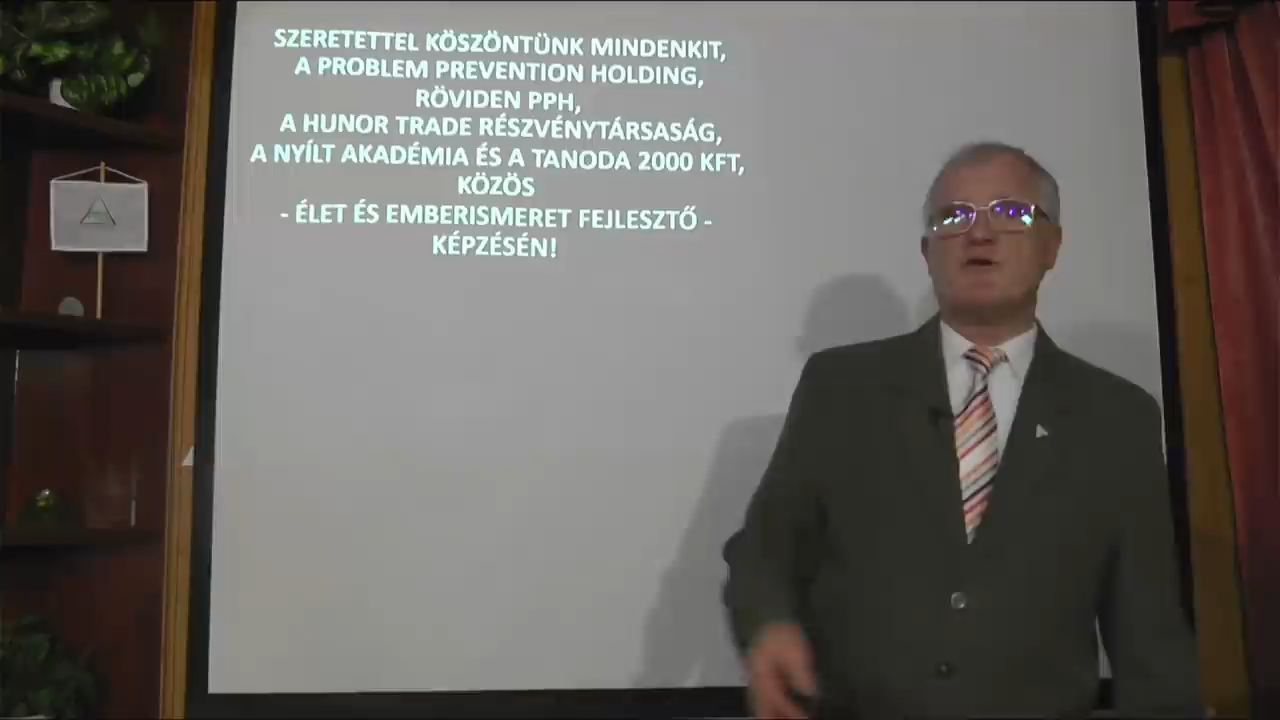 SZERETETTEL KÖSZÖNTÜNK MINDENKIT,
A PROBLEM PREVENTION HOLDING,
RÖVIDEN PPH,
A HUNOR TRADE RÉSZVÉNYTÁRSASÁG,
A NYÍLT AKADÉMIA ÉS A TANODA 2000 KFT,
KÖZÖS
- ÉLET ÉS EMBERISMERET FEJLESZTŐ -
KÉPZÉSÉN!